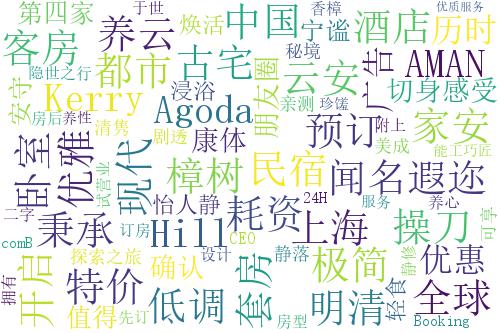 第四家
于世
焕活
中国
香樟
宁谧
酒店
优质服务
历时
客房
养云
秘境
古宅
朋友圈
云安
广告
AMAN
隐世之行
都市
切身感受
安守
Kerry
浸浴
Agoda
亲测
珍馐
家安
房后
养性
清隽
剧透
康体
预订
附上
美成
能工巧匠
卧室
优雅
试营业
现代
樟树
民宿
闻名遐迩
怡人静
二字
秉承
订房
Hill
耗资
24H
上海
服务
养心
操刀
可享
comB
CEO
开启
探索之旅
设计
静落
极简
静修
优惠
特价
确认
套房
轻食
全球
拥有
值得
先订
低调
房型
明清
Booking